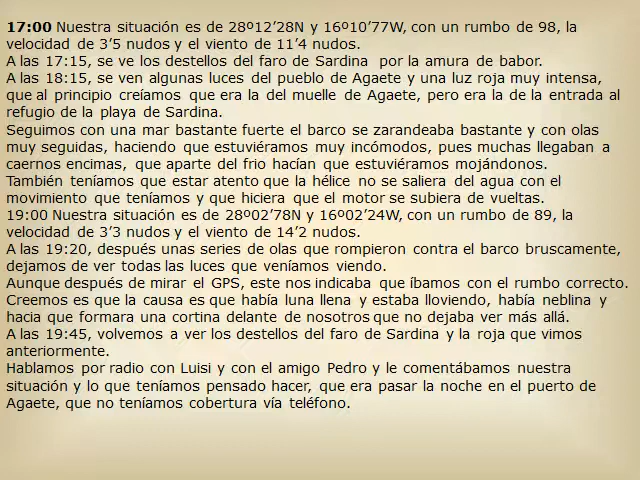 17:00 Nuestra situación es de 28º12’28N y 16º10’77W, con un rumbo de 98, la
velocidad de 3’5 nudos y el viento de 11’4 nudos.
A las 17:15, se ve los destellos del faro de Sardina por la amura de babor.
A las 18:15, se ven algunas luces del pueblo de Agaete y una luz roja muy intensa,
que al principio creíamos que era la del muelle de Agaete, pero era la de la entrada al
refugio de la playa de Sardina.
Seguimos con una mar bastante fuerte el barco se zarandeaba bastante y con olas
muy seguidas, haciendo que estuviéramos muy incómodos, pues muchas llegaban a
caernos encimas, que aparte del frio hacían que estuviéramos mojándonos.
También teníamos que estar atento que la hélice no se saliera del agua con el
movimiento que teníamos y que hiciera que el motor se subiera de vueltas.
19:00 Nuestra situación es de 28º02’78N y 16º02’24W, con un rumbo de 89, la
velocidad de 3’3 nudos y el viento de 14’2 nudos.
A las 19:20, después unas series de olas que rompieron contra el barco bruscamente,
dejamos de ver todas las luces que veníamos viendo.
Aunque después de mirar el GPS, este nos indicaba que íbamos con el rumbo correcto.
Creemos es que la causa es que había luna llena y estaba lloviendo, había neblina y
hacia que formara una cortina delante de nosotros que no dejaba ver más allá.
A las 19:45, volvemos a ver los destellos del faro de Sardina y la roja que vimos
anteriormente.
Hablamos por radio con Luisi y con el amigo Pedro y le comentábamos nuestra
situación y lo que teníamos pensado hacer, que era pasar la noche en el puerto de
Agaete, que no teníamos cobertura vía teléfono.